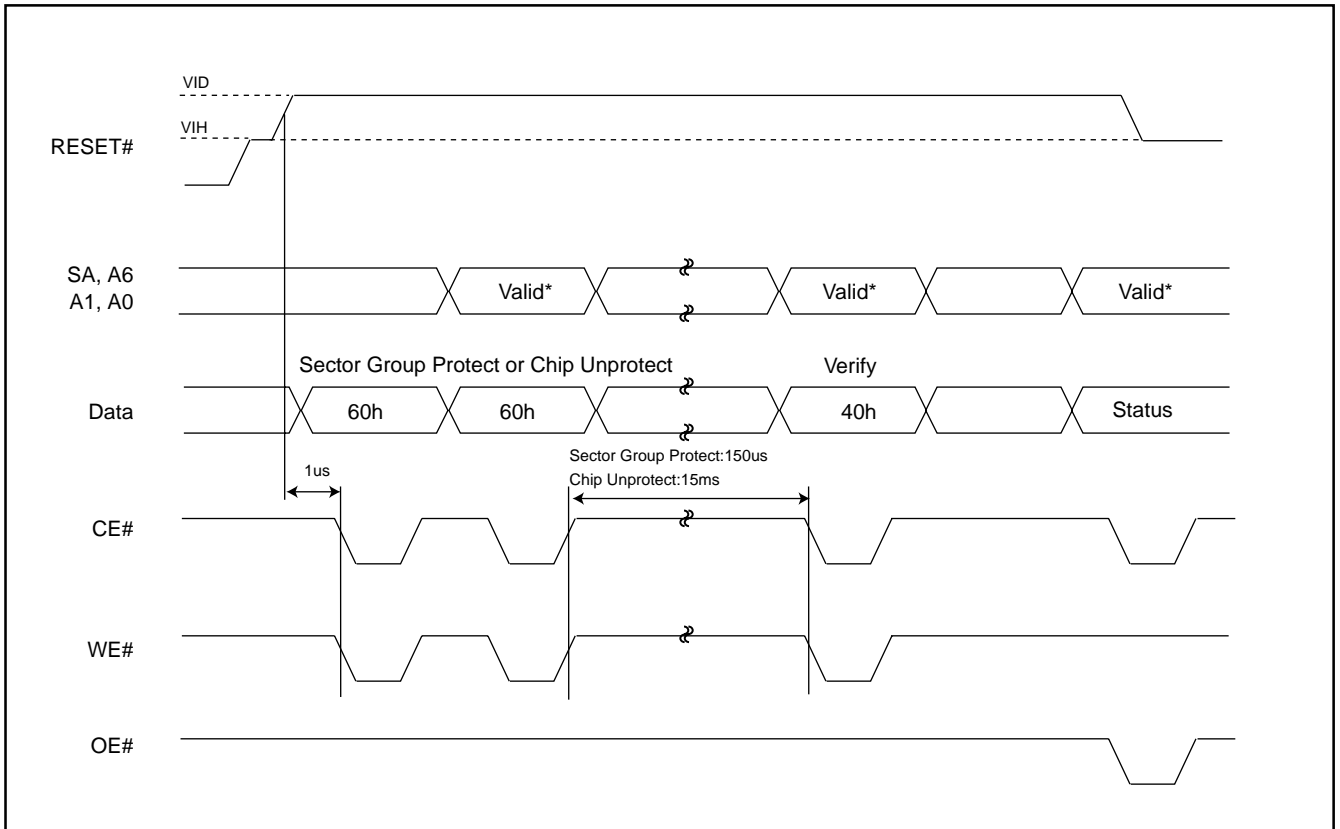 VID
VIH
RESET#
SA, A6
A1, A0
Valid*
Valid*
Valid*
Sector Group Protect or Chip Unprotect
Verify
Data
60h
60h
40h
Status
1us
Sector Group Protect:150us
Chip Unprotect:15ms
CE#
WE#
OE#